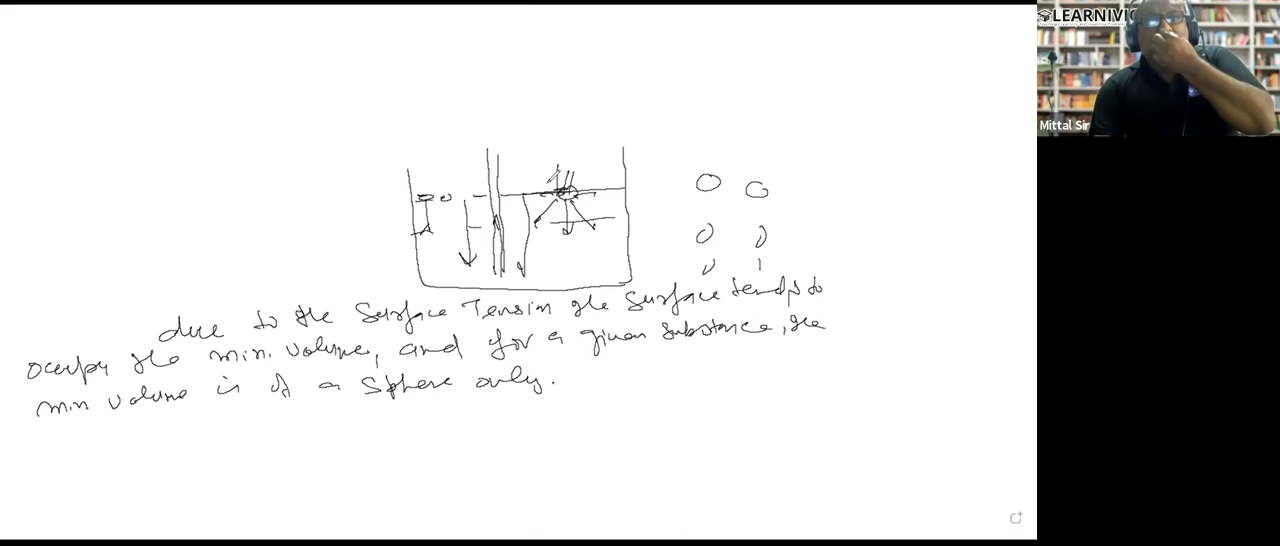 LEARNIVI
Mittal Sir
due to the Surface Tension the Surface tends to
occupy the min. volume, and for a given substance, the
min volume is of a Sphere only.